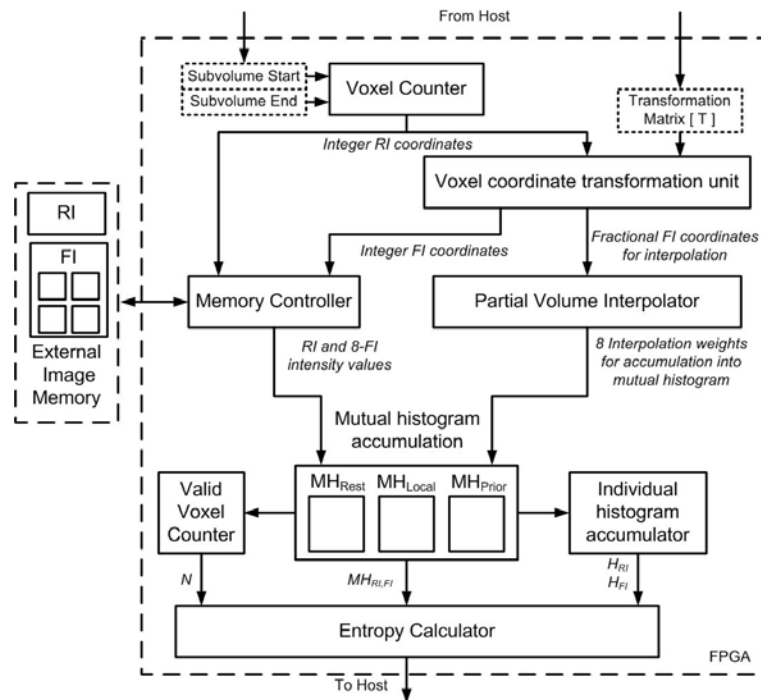 From Host
Subvolume Start
Subvolume End
Voxel Counter
Transformation
Matrix [ T ]
Integer RI coordinates
Voxel coordinate transformation unit
RI
FI
External
Image
Memory
Integer FI coordinates
Fractional FI coordinates
for interpolation
Memory Controller
Partial Volume Interpolator
RI and 8-FI
intensity values
8 Interpolation weights
for accumulation into
mutual histogram
Mutual histogram
accumulation
Valid
Voxel
Counter
MHRest
MHLocal
MHPrior
Individual
histogram
accumulator
N
MHRI,FI
HRI
HFI
Entropy Calculator
FPGA
To Host